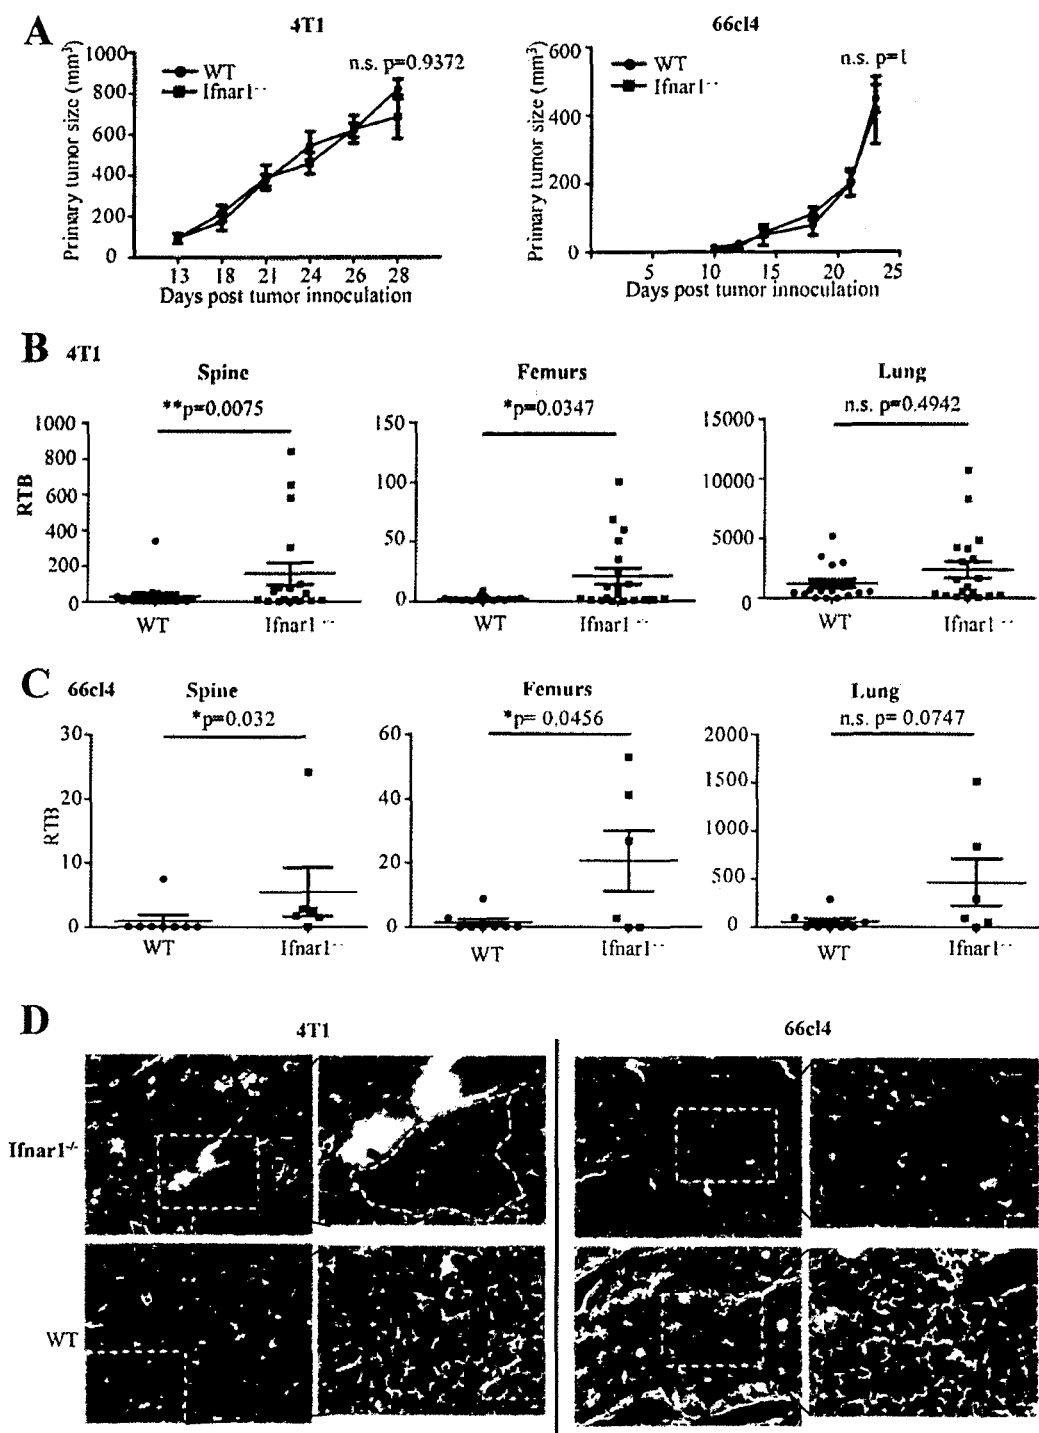 A
4T1
66cl4
Primary tumor size (mm³)
1000
800
600
400
200
0
WT
Ifnar1⁻⁻
n.s. p=0.9372
13 18 21 24 26 28
Days post tumor innoculation
Primary tumor size (mm³)
600
400
200
0
WT
Ifnar1⁻⁻
n.s. p=1
5 10 15 20 25
Days post tumor innoculation
B 4T1
Spine
**p=0.0075
RTB
1000
800
600
400
200
0
WT Ifnar1⁻⁻
Femurs
*p=0.0347
150
100
50
0
WT Ifnar1⁻⁻
Lung
n.s. p=0.4942
15000
10000
5000
0
WT Ifnar1⁻⁻
C 66cl4
Spine
*p=0.032
RTB
30
20
10
0
WT Ifnar1⁻⁻
Femurs
*p= 0.0456
60
40
20
0
WT Ifnar1⁻⁻
Lung
n.s. p= 0.0747
2000
1500
1000
500
0
WT Ifnar1⁻⁻
D
4T1
66cl4
Ifnar1⁻/⁻
WT